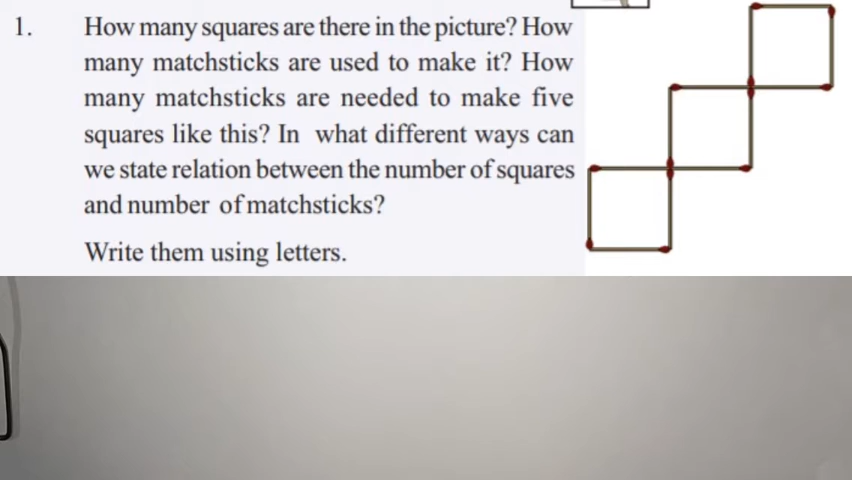 1. How many squares are there in the picture? How
many matchsticks are used to make it? How
many matchsticks are needed to make five
squares like this? In what different ways can
we state relation between the number of squares
and number of matchsticks?
Write them using letters.